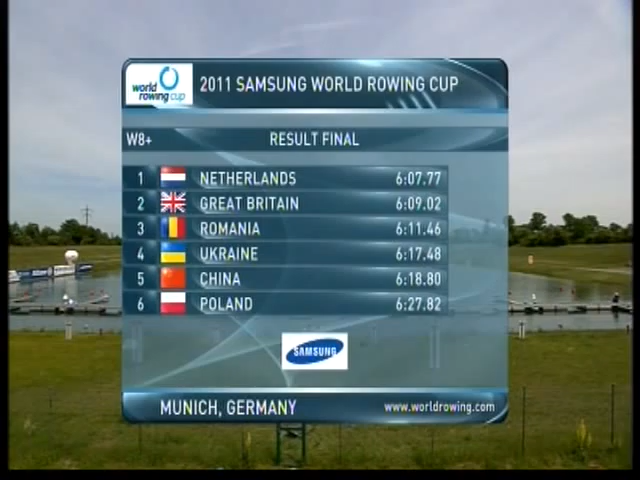 world
rowing cup
2011 SAMSUNG WORLD ROWING CUP
W8+ RESULT FINAL
1 NETHERLANDS 6:07.77
2 GREAT BRITAIN 6:09.02
3 ROMANIA 6:11.46
4 UKRAINE 6:17.48
5 CHINA 6:18.80
6 POLAND 6:27.82
SAMSUNG
MUNICH, GERMANY www.worldrowing.com